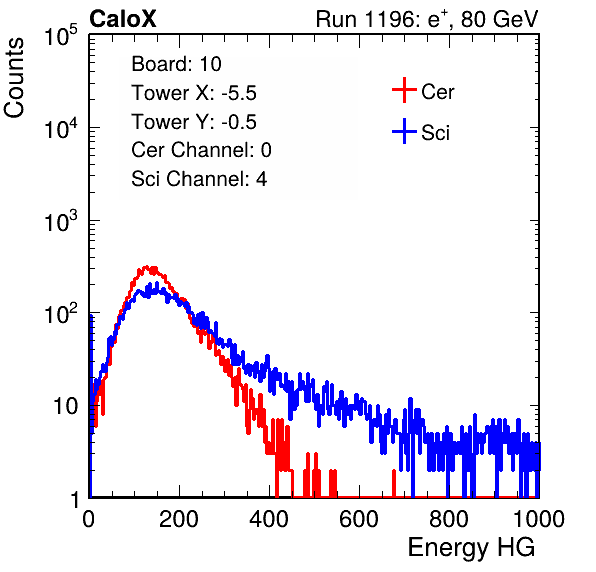 CaloX Run 1196: e⁺, 80 GeV
Counts
10⁵
Board: 10
Tower X: -5.5
Tower Y: -0.5
Cer Channel: 0
Sci Channel: 4
Cer
Sci
10⁴
10³
10²
10
1
0 200 400 600 800 1000
Energy HG